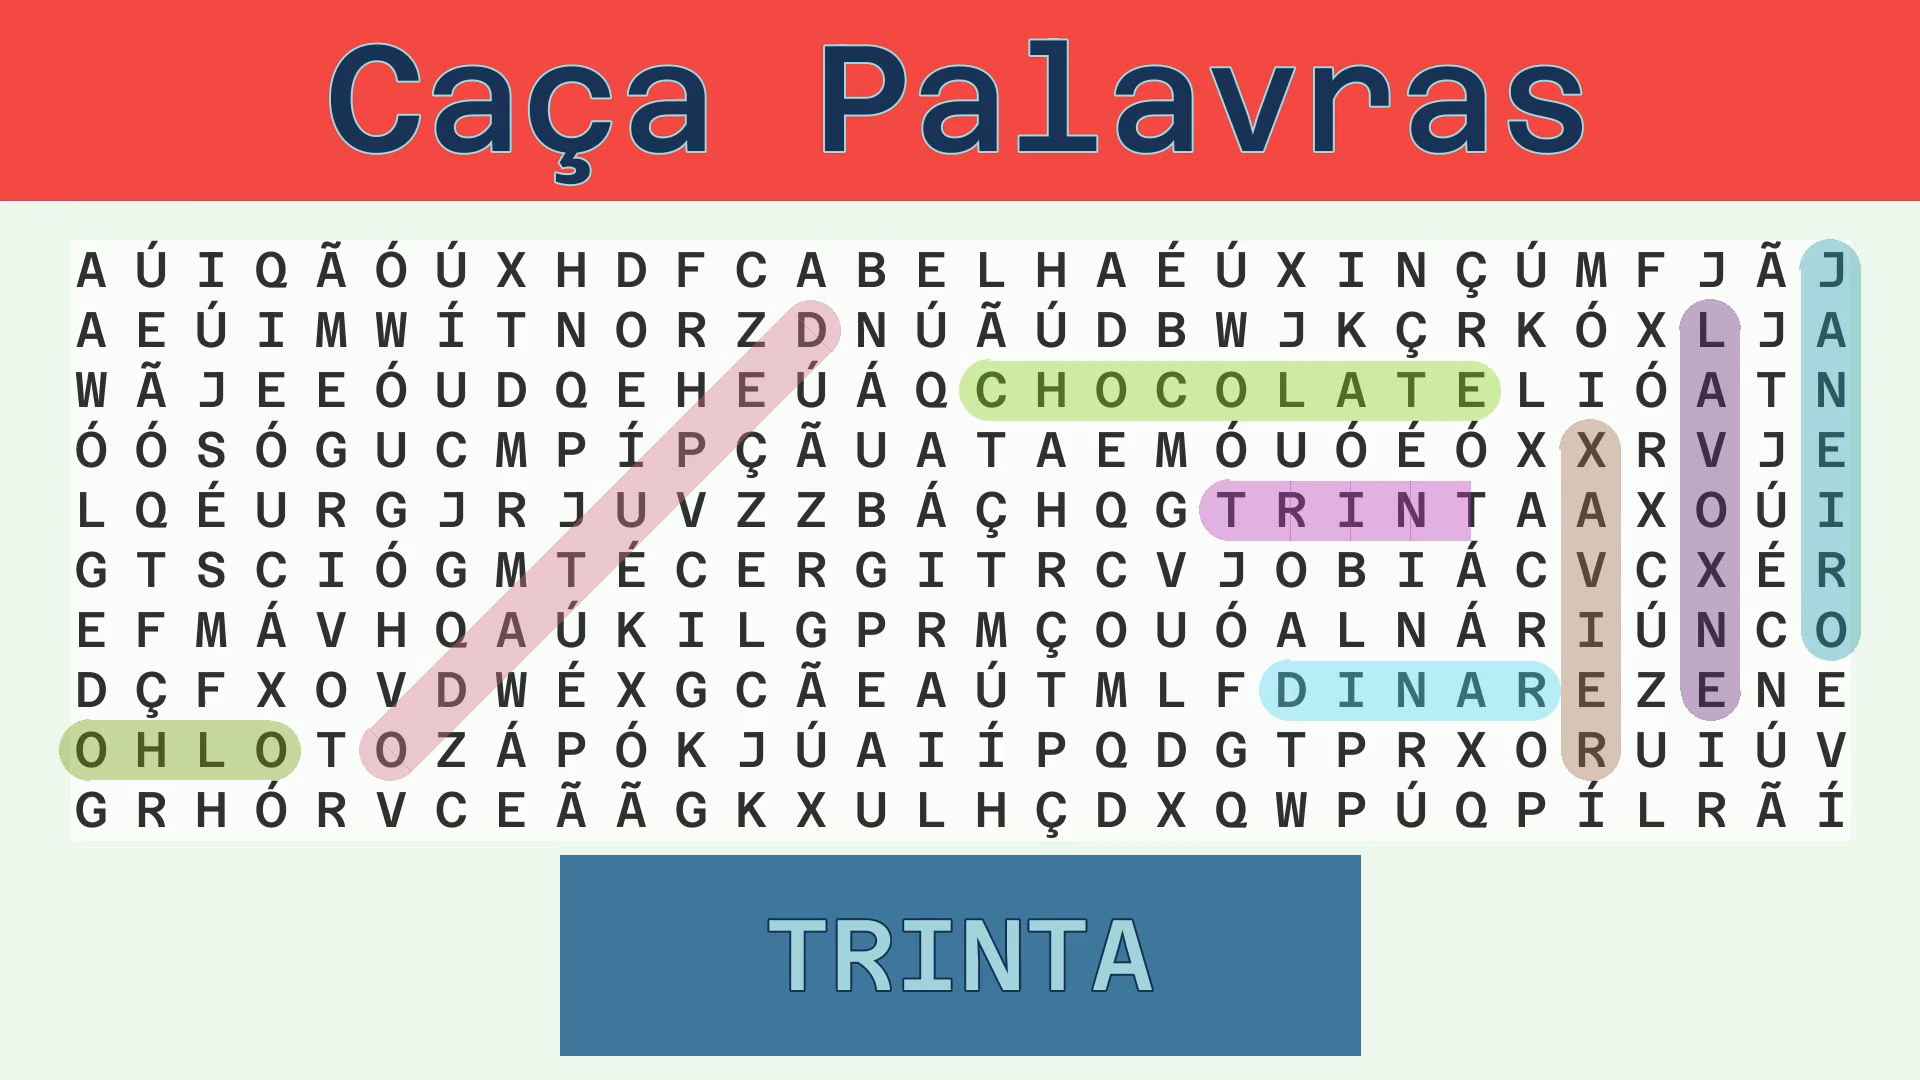 Caça Palavras
A Ú I Q Ã Ó Ú X H D F C A B E L H A É Ú X I N Ç Ú M F J Ã J
A E Ú I M W Í T N O R Z D N Ú Ã Ú D B W J K Ç R K Ó X L J A
W Ã J E E Ó U D Q E H E Ú Á Q C H O C O L A T E L I Ó A T N
Ó Ó S Ó G U C M P Í P Ç Ã U A T A E M Ó U Ó É Ó X X R V J E
L Q É U R G J R J U V Z Z B Á Ç H Q G T R I N T A A X O Ú I
G T S C I Ó G M T É C E R G I T R C V J O B I Á C V C X É R
E F M Á V H Q A Ú K I L G P R M Ç O U Ó A L N Á R I Ú N C O
D Ç F X O V D W É X G C Ã E A Ú T M L F D I N A R E Z E N E
O H L O T O Z Á P Ó K J Ú A I Í P Q D G T P R X O R U I Ú V
G R H Ó R V C E Ã Ã G K X U L H Ç D X Q W P Ú Q P Í L R Ã Í
TRINTA